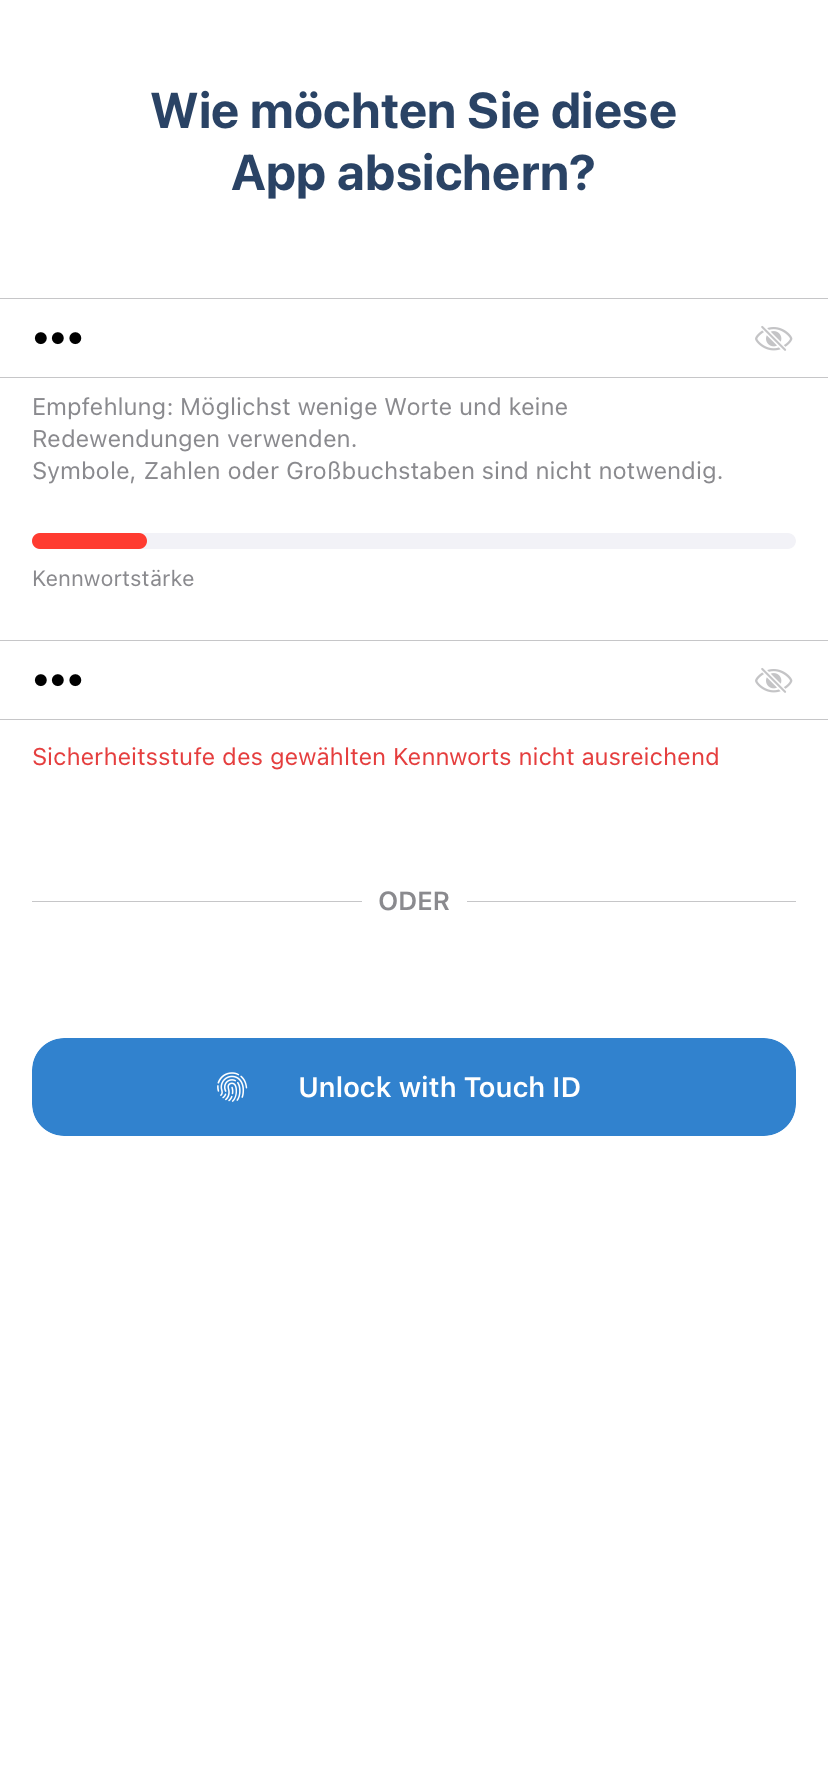 Wie möchten Sie diese
App absichern?
•••
Empfehlung: Möglichst wenige Worte und keine
Redewendungen verwenden.
Symbole, Zahlen oder Großbuchstaben sind nicht notwendig.
Kennwortstärke
•••
Sicherheitsstufe des gewählten Kennworts nicht ausreichend
ODER
Unlock with Touch ID